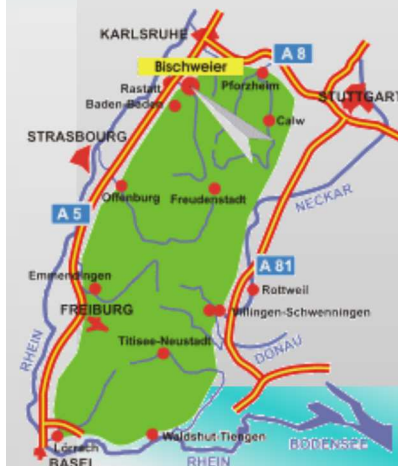 KARLSRUHE
A 8
Bischweier
Rastatt
Pforzheim
Baden-Baden
STUTTGART
Calw
STRASBOURG
Offenburg
Freudenstadt
NECKAR
A 5
A 81
Emmendingen
Rottweil
FREIBURG
Villingen-Schwenningen
RHEIN
Titisee-Neustadt
DONAU
Waldshut-Tiengen
Lörrach
BODENSEE
BASEL
RHEIN